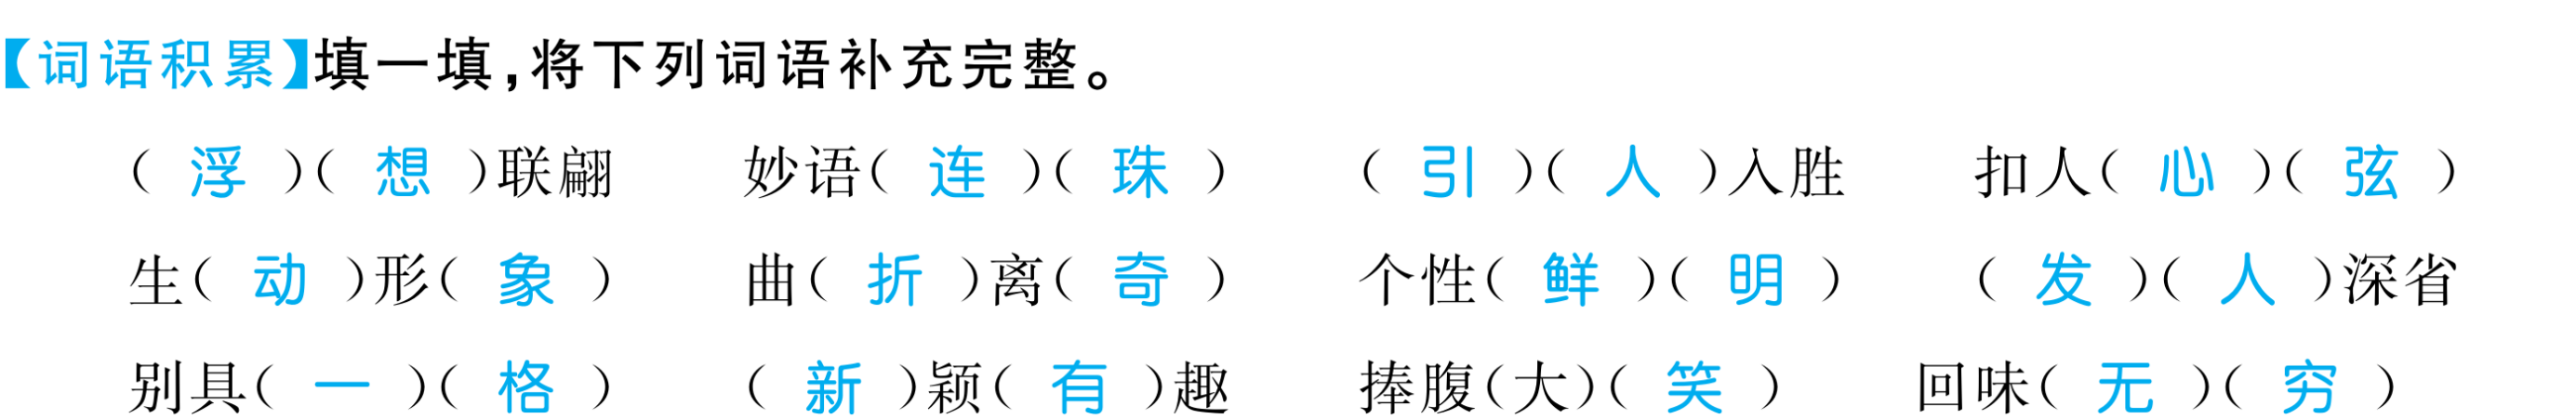 【词语积累】填一填,将下列词语补充完整。
( 浮 )( 想 )联翩 妙语( 连 )( 珠 ) ( 引 )( 人 )入胜 扣人( 心 )( 弦 )
生( 动 )形( 象 ) 曲( 折 )离( 奇 ) 个性( 鲜 )( 明 ) ( 发 )( 人 )深省
别具( 一 )( 格 ) ( 新 )颖( 有 )趣 捧腹(大)( 笑 ) 回味( 无 )( 穷 )